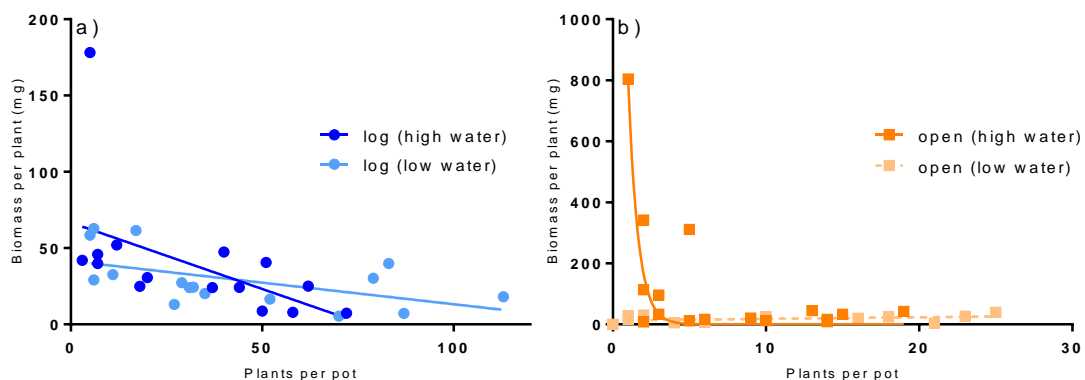 a)
200
150
100
50
0
Biomass per plant (mg)
0
50
100
Plants per pot
log (high water)
log (low water)
b)
1000
800
600
400
200
0
Biomass per plant (mg)
0
10
20
30
Plants per pot
open (high water)
open (low water)